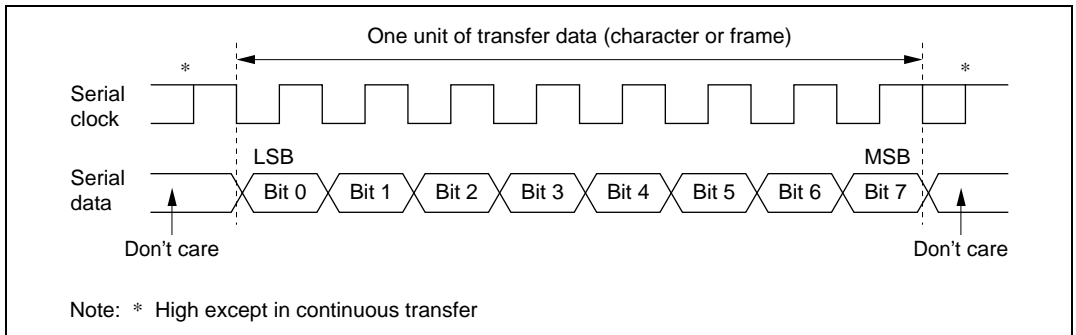 One unit of transfer data (character or frame)
* *
Serial
clock
LSB MSB
Serial
data
Bit 0 Bit 1 Bit 2 Bit 3 Bit 4 Bit 5 Bit 6 Bit 7
Don't care Don't care
Note: * High except in continuous transfer